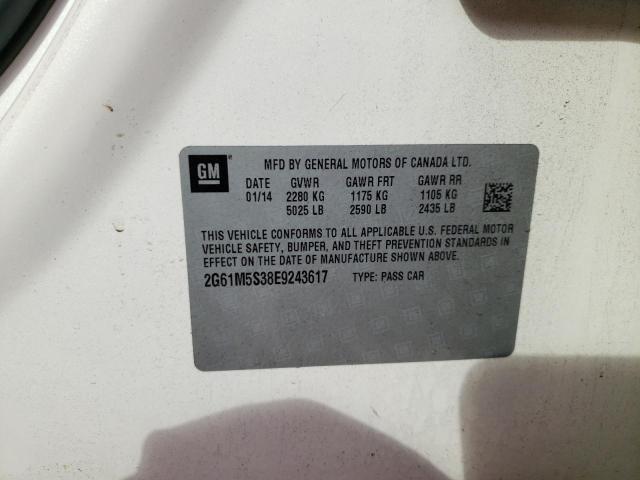 GM
MFD BY GENERAL MOTORS OF CANADA LTD.
DATE GVWR GAWR FRT GAWR RR
01/14 2280 KG 1175 KG 1105 KG
5025 LB 2590 LB 2435 LB
THIS VEHICLE CONFORMS TO ALL APPLICABLE U.S. FEDERAL MOTOR
VEHICLE SAFETY, BUMPER, AND THEFT PREVENTION STANDARDS IN
EFFECT ON THE DATE OF MANUFACTURE SHOWN ABOVE.
2G61M5S38E9243617 TYPE: PASS CAR